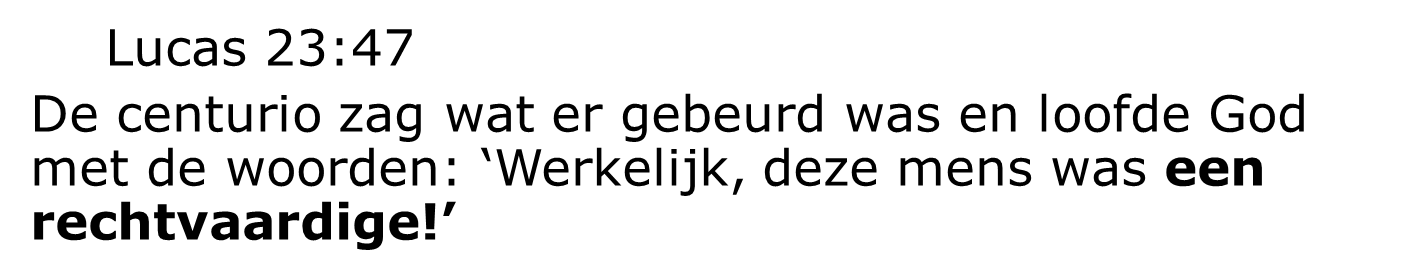 Lucas 23:47
De centurio zag wat er gebeurd was en loofde God
met de woorden: ‘Werkelijk, deze mens was een
rechtvaardige!’